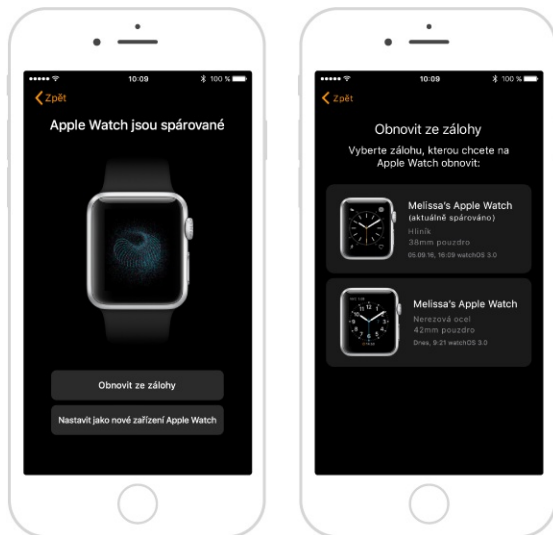 10:09
100 %
Zpět
Apple Watch jsou spárované
Obnovit ze zálohy
Nastavit jako nové zařízení Apple Watch
10:09
100 %
Zpět
Obnovit ze zálohy
Vyberte zálohu, kterou chcete na
Apple Watch obnovit:
Melissa's Apple Watch
(aktuálně spárováno)
Hliník
38mm pouzdro
05.09.16, 16:09 watchOS 3.0
Melissa's Apple Watch
Nerezová ocel
42mm pouzdro
Dnes, 9:21 watchOS 3.0